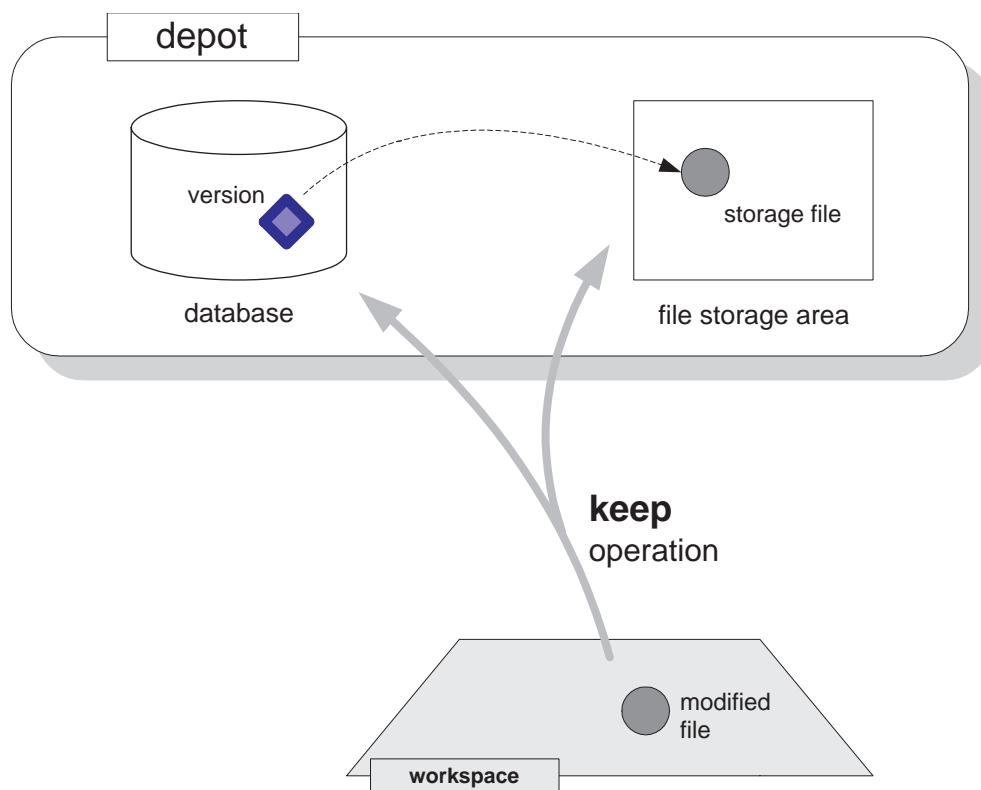 depot
version
storage file
database
file storage area
keep
operation
modified
file
workspace